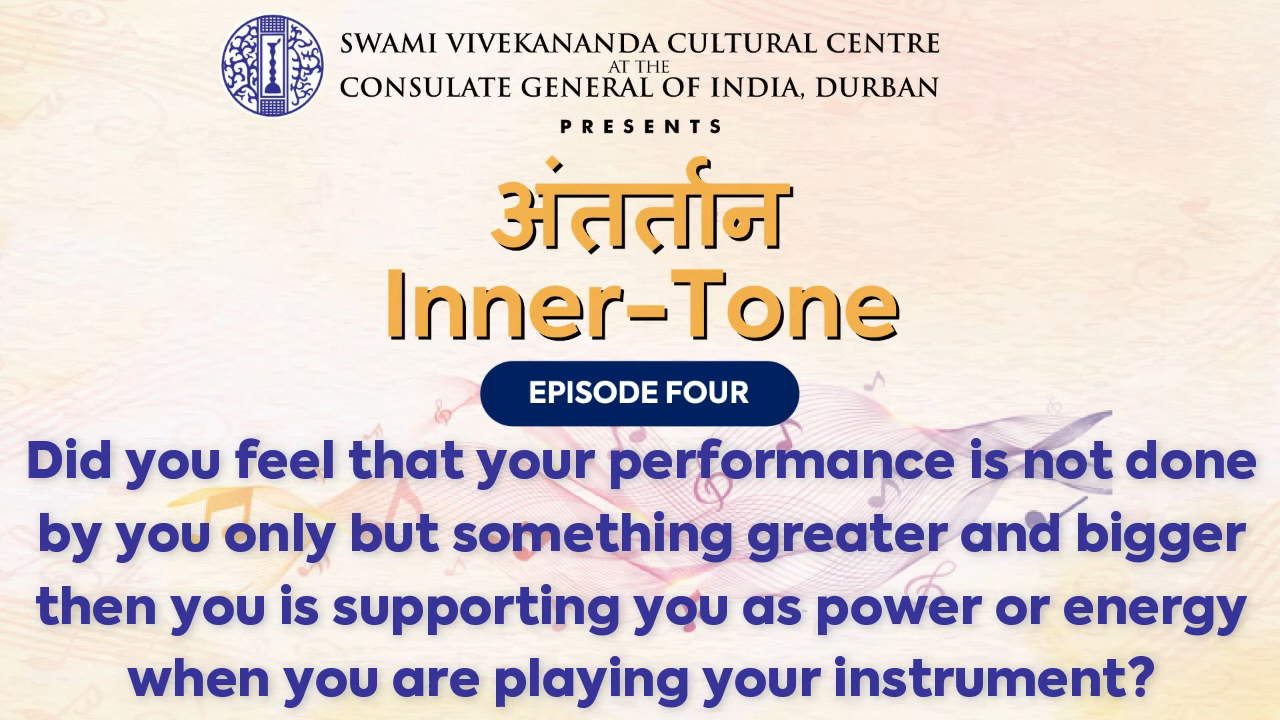 SWAMI VIVEKANANDA CULTURAL CENTRE
AT THE
CONSULATE GENERAL OF INDIA, DURBAN
PRESENTS
अंतर्तान
Inner-Tone
EPISODE FOUR
Did you feel that your performance is not done
by you only but something greater and bigger
then you is supporting you as power or energy
when you are playing your instrument?